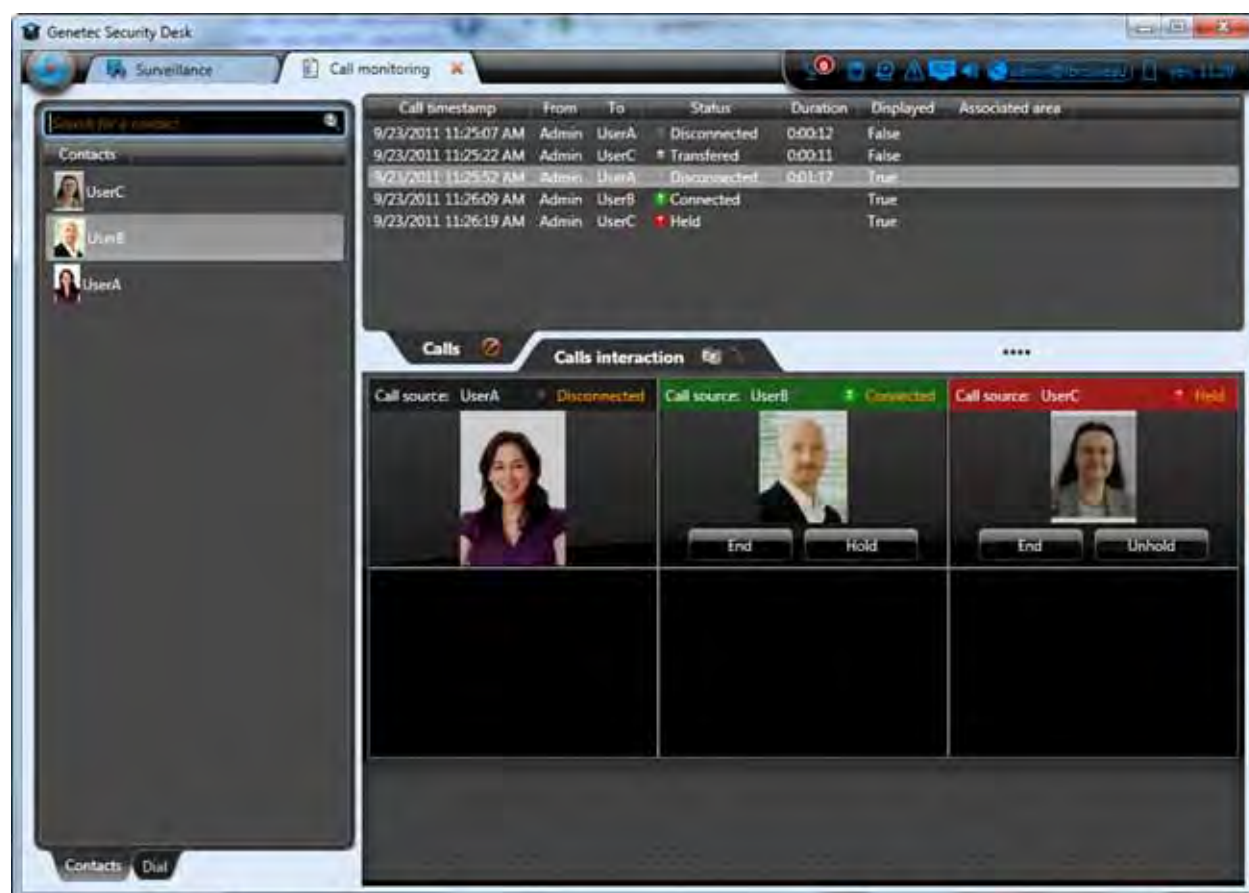 Genetec Security Desk
Surveillance
Call monitoring
Search for a contact
Contacts
UserC
UserB
UserA
Call timestamp From To Status Duration Displayed Associated area
9/23/2011 11:25:07 AM Admin UserA Disconnected 0:00:12 False
9/23/2011 11:25:22 AM Admin UserC Transfered 0:00:11 False
9/23/2011 11:25:52 AM Admin UserA Disconnected 0:01:17 True
9/23/2011 11:26:09 AM Admin UserB Connected True
9/23/2011 11:26:19 AM Admin UserC Held True
Calls
Calls interaction
Call source: UserA Disconnected
Call source: UserB Connected
Call source: UserC Held
End Hold
End Unhold
Contacts Dial